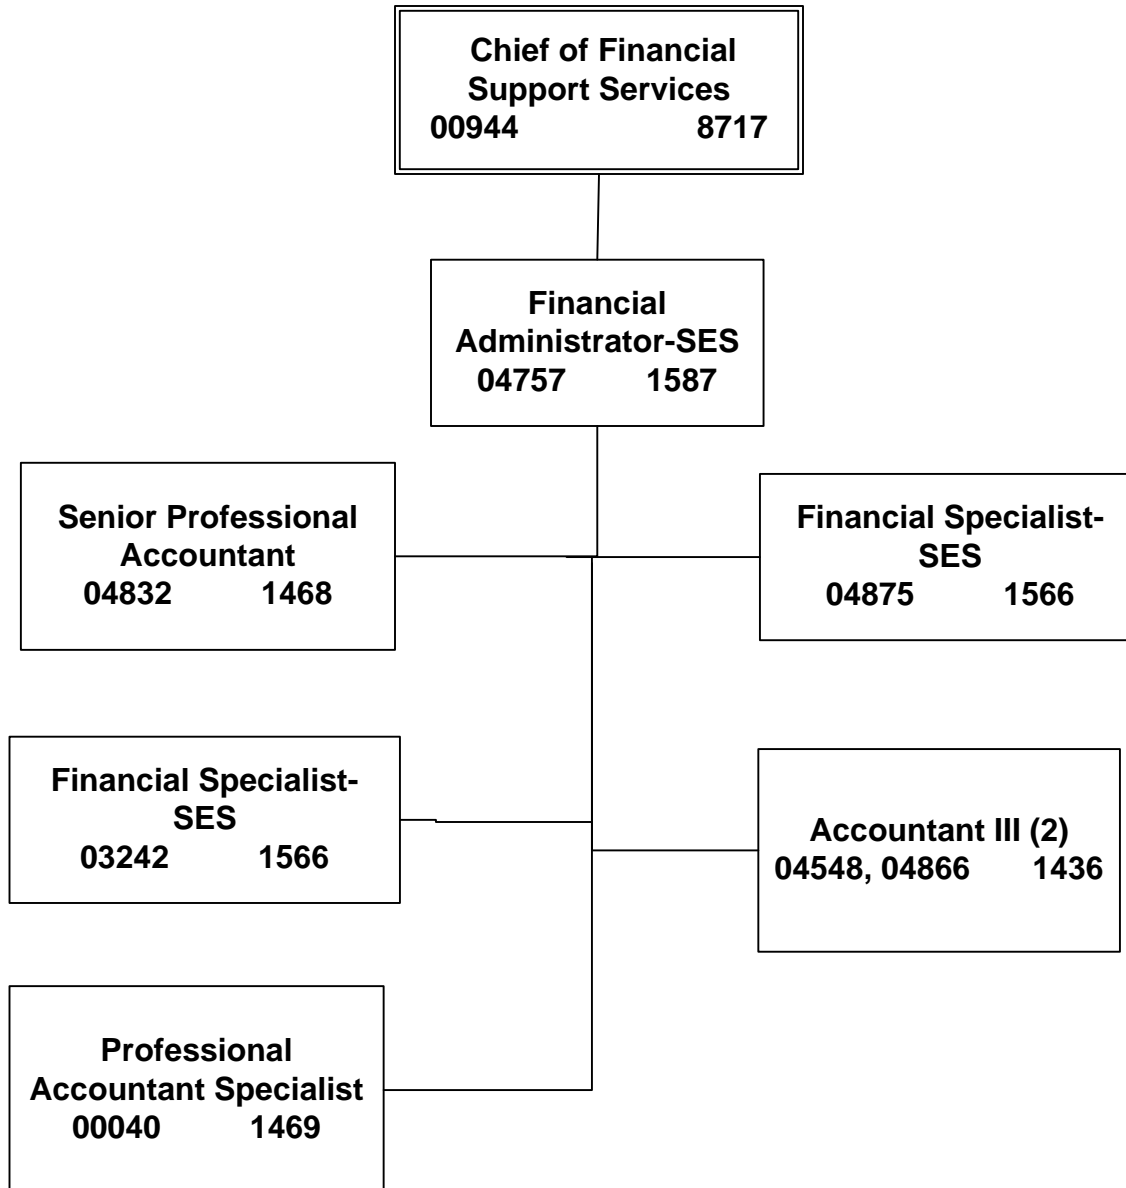 Chief of Financial
Support Services
00944 8717
Financial
Administrator-SES
04757 1587
Senior Professional
Accountant
04832 1468
Financial Specialist-
SES
04875 1566
Financial Specialist-
SES
03242 1566
Accountant III (2)
04548, 04866 1436
Professional
Accountant Specialist
00040 1469